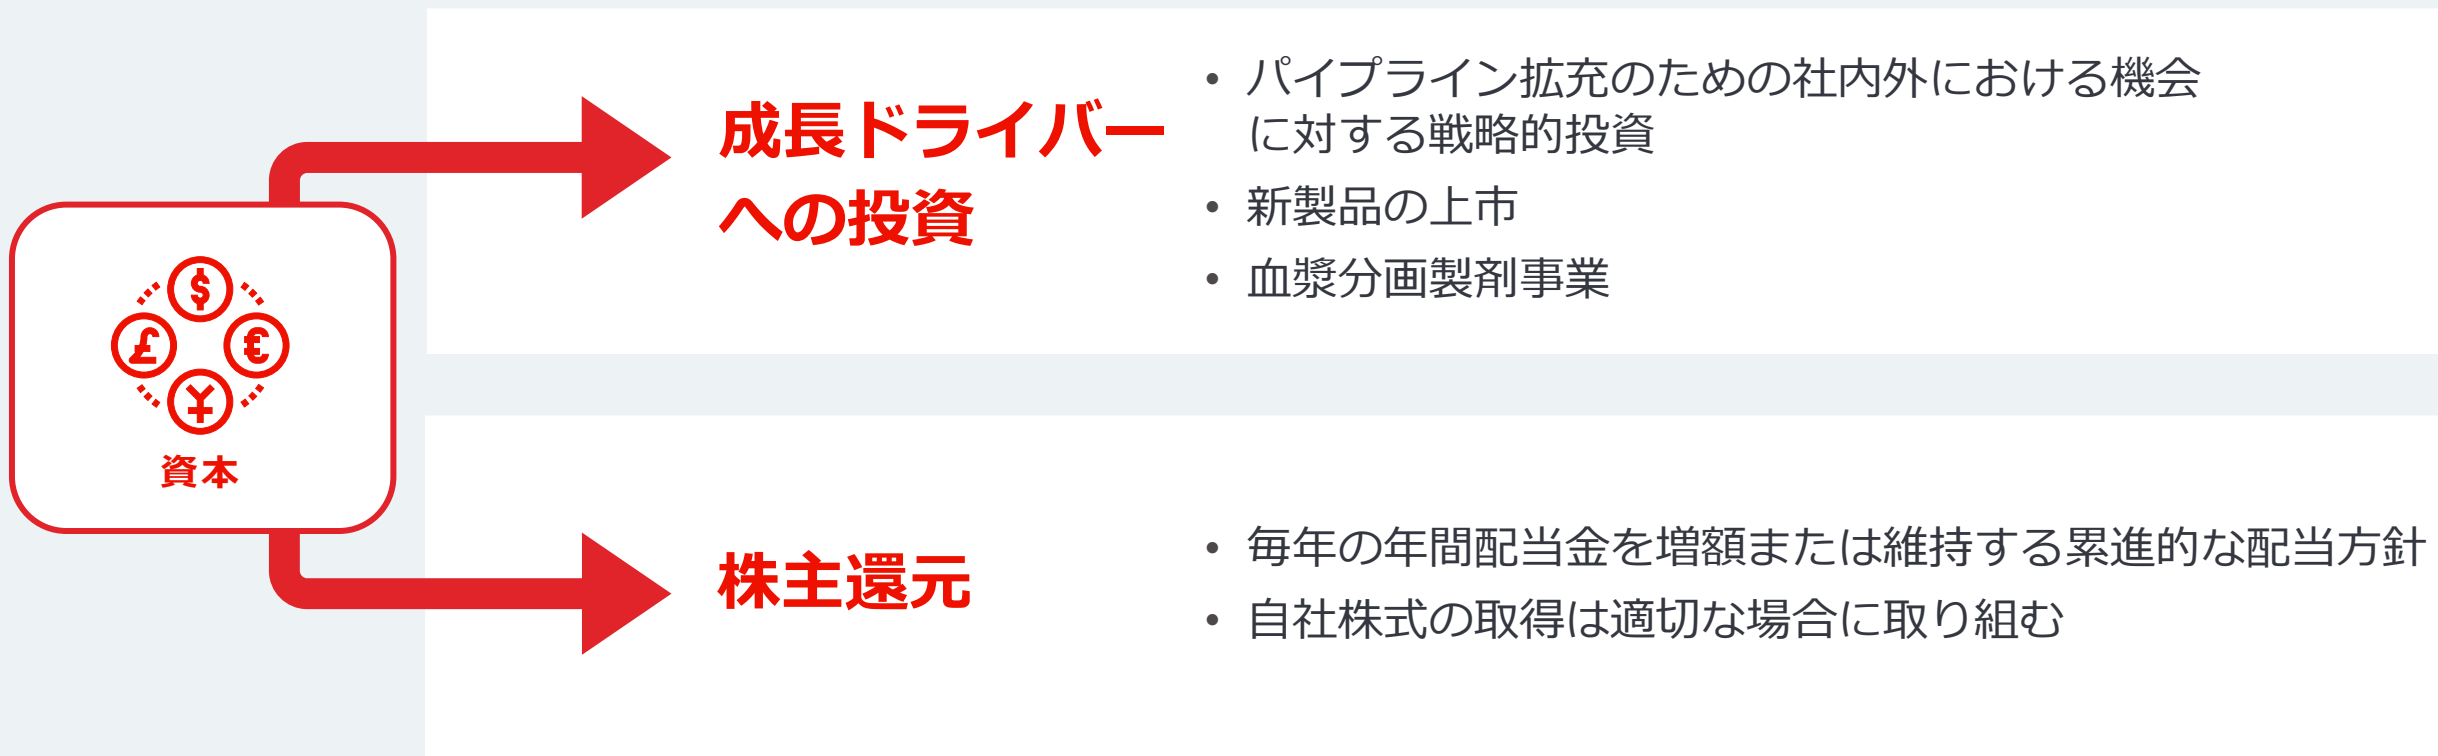 成長ドライバー
への投資
• パイプライン拡充のための社内外における機会
に対する戦略的投資
• 新製品の上市
• 血漿分画製剤事業
$
£
€
¥
資本
株主還元
• 毎年の年間配当金を増額または維持する累進的な配当方針
• 自社株式の取得は適切な場合に取り組む